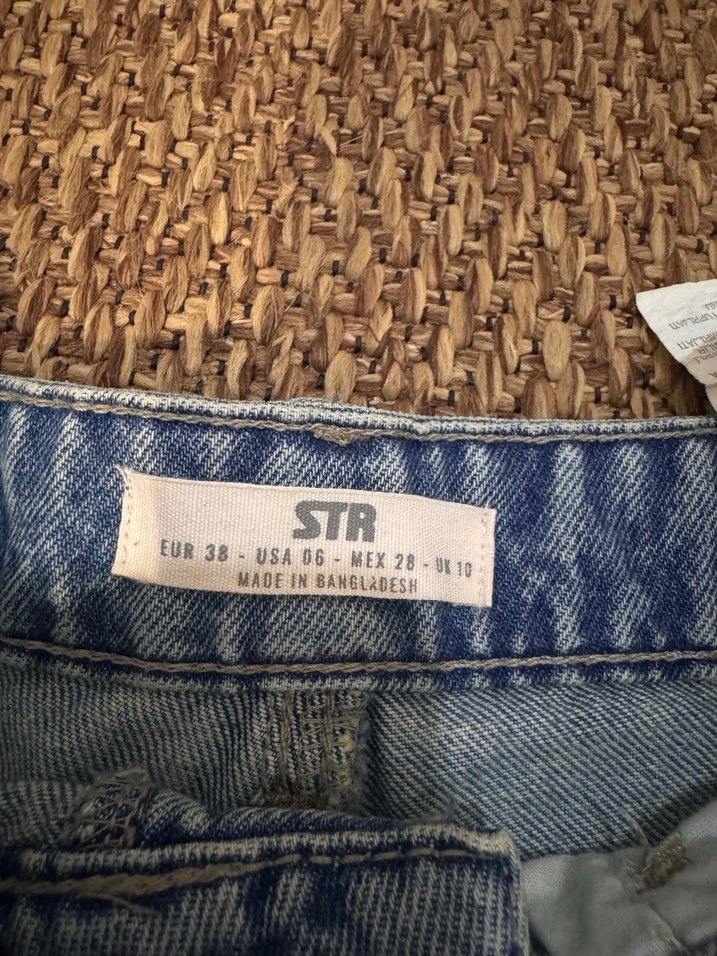 STR
EUR 38 - USA 06 - MEX 28 - UK 10
MADE IN BANGLADESH